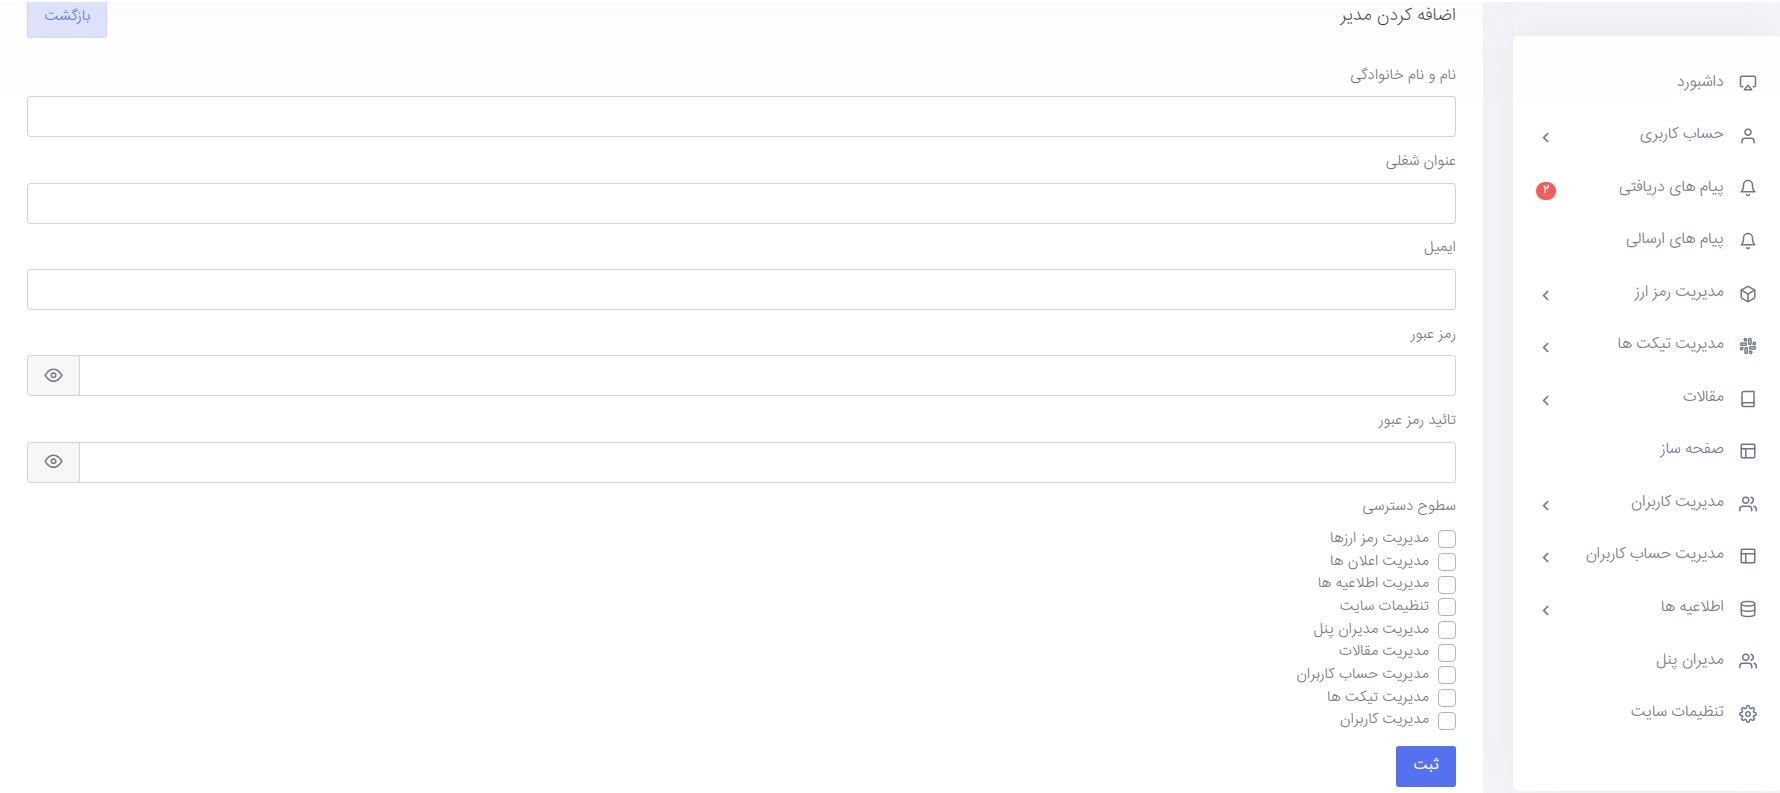 اضافه کردن مدیر
بازگشت
نام و نام خانوادگی
عنوان شغلی
ایمیل
رمز عبور
تائید رمز عبور
سطوح دسترسی
مدیریت رمز ارزها
مدیریت اعلان ها
مدیریت اطلاعیه ها
تنظیمات سایت
مدیریت مدیران پنل
مدیریت مقالات
مدیریت حساب کاربران
مدیریت تیکت ها
مدیریت کاربران
ثبت
داشبورد
حساب کاربری
پیام های دریافتی ۲
پیام های ارسالی
مدیریت رمز ارز
مدیریت تیکت ها
مقالات
صفحه ساز
مدیریت کاربران
مدیریت حساب کاربران
اطلاعیه ها
مدیران پنل
تنظیمات سایت